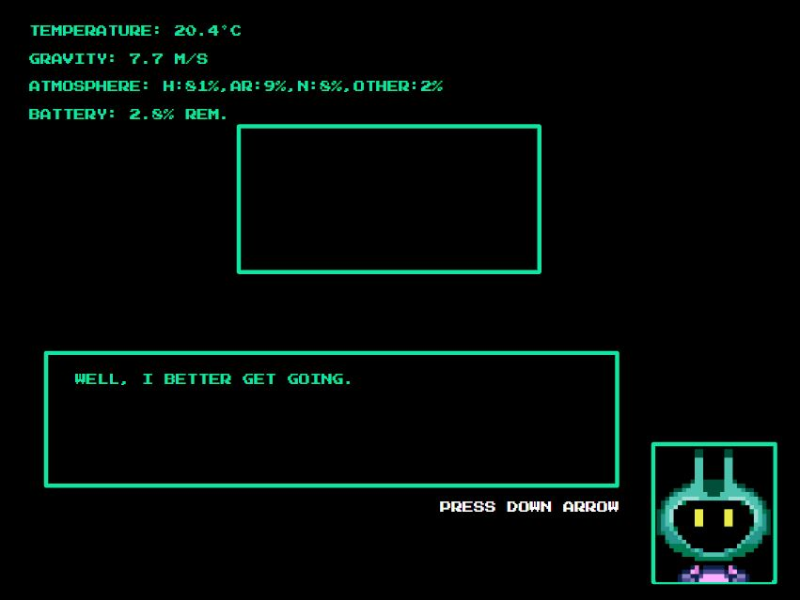 TEMPERATURE: 20.4°C
GRAVITY: 7.7 M/S
ATMOSPHERE: H:81%,AR:9%,N:8%,OTHER:2%
BATTERY: 2.8% REM.
WELL, I BETTER GET GOING.
PRESS DOWN ARROW